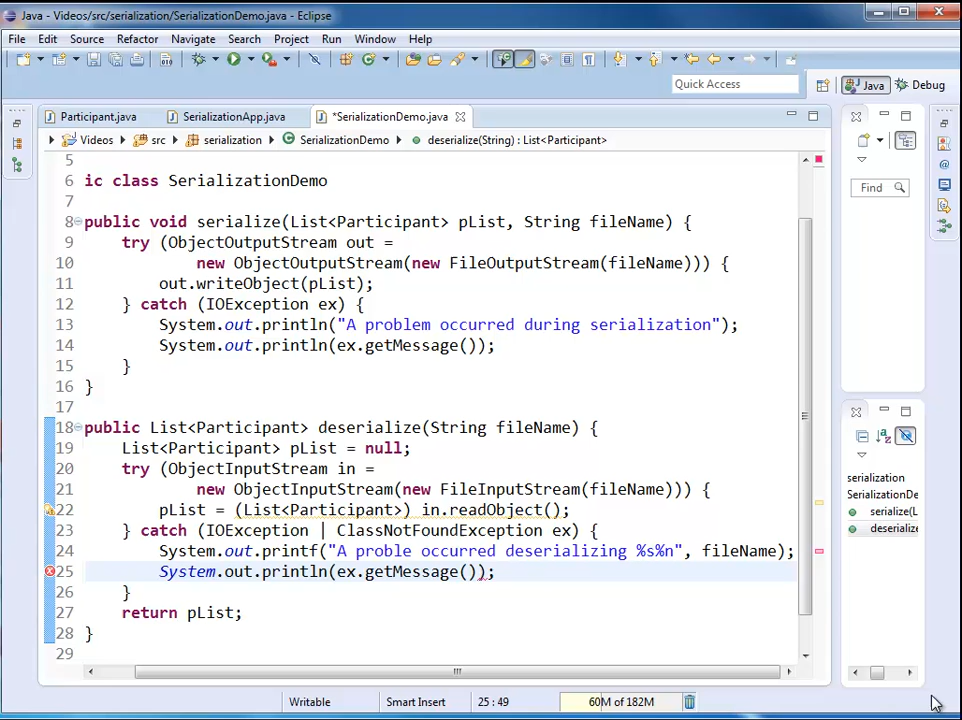 Java - Videos/src/serialization/SerializationDemo.java - Eclipse
File Edit Source Refactor Navigate Search Project Run Window Help
Quick Access
Java Debug
Participant.java SerializationApp.java *SerializationDemo.java
Videos src serialization SerializationDemo deserialize(String) : List<Participant>
5
6 ic class SerializationDemo
7
8 public void serialize(List<Participant> pList, String fileName) {
9 try (ObjectOutputStream out =
10 new ObjectOutputStream(new FileOutputStream(fileName))) {
11 out.writeObject(pList);
12 } catch (IOException ex) {
13 System.out.println("A problem occurred during serialization");
14 System.out.println(ex.getMessage());
15 }
16 }
17
18 public List<Participant> deserialize(String fileName) {
19 List<Participant> pList = null;
20 try (ObjectInputStream in =
21 new ObjectInputStream(new FileInputStream(fileName))) {
22 pList = (List<Participant>) in.readObject();
23 } catch (IOException | ClassNotFoundException ex) {
24 System.out.printf("A proble occurred deserializing %s%n", fileName);
25 System.out.println(ex.getMessage());
26 }
27 return pList;
28 }
29
Find
serialization
SerializationDe
serialize(L
deserialize
Writable Smart Insert 25 : 49 60M of 182M